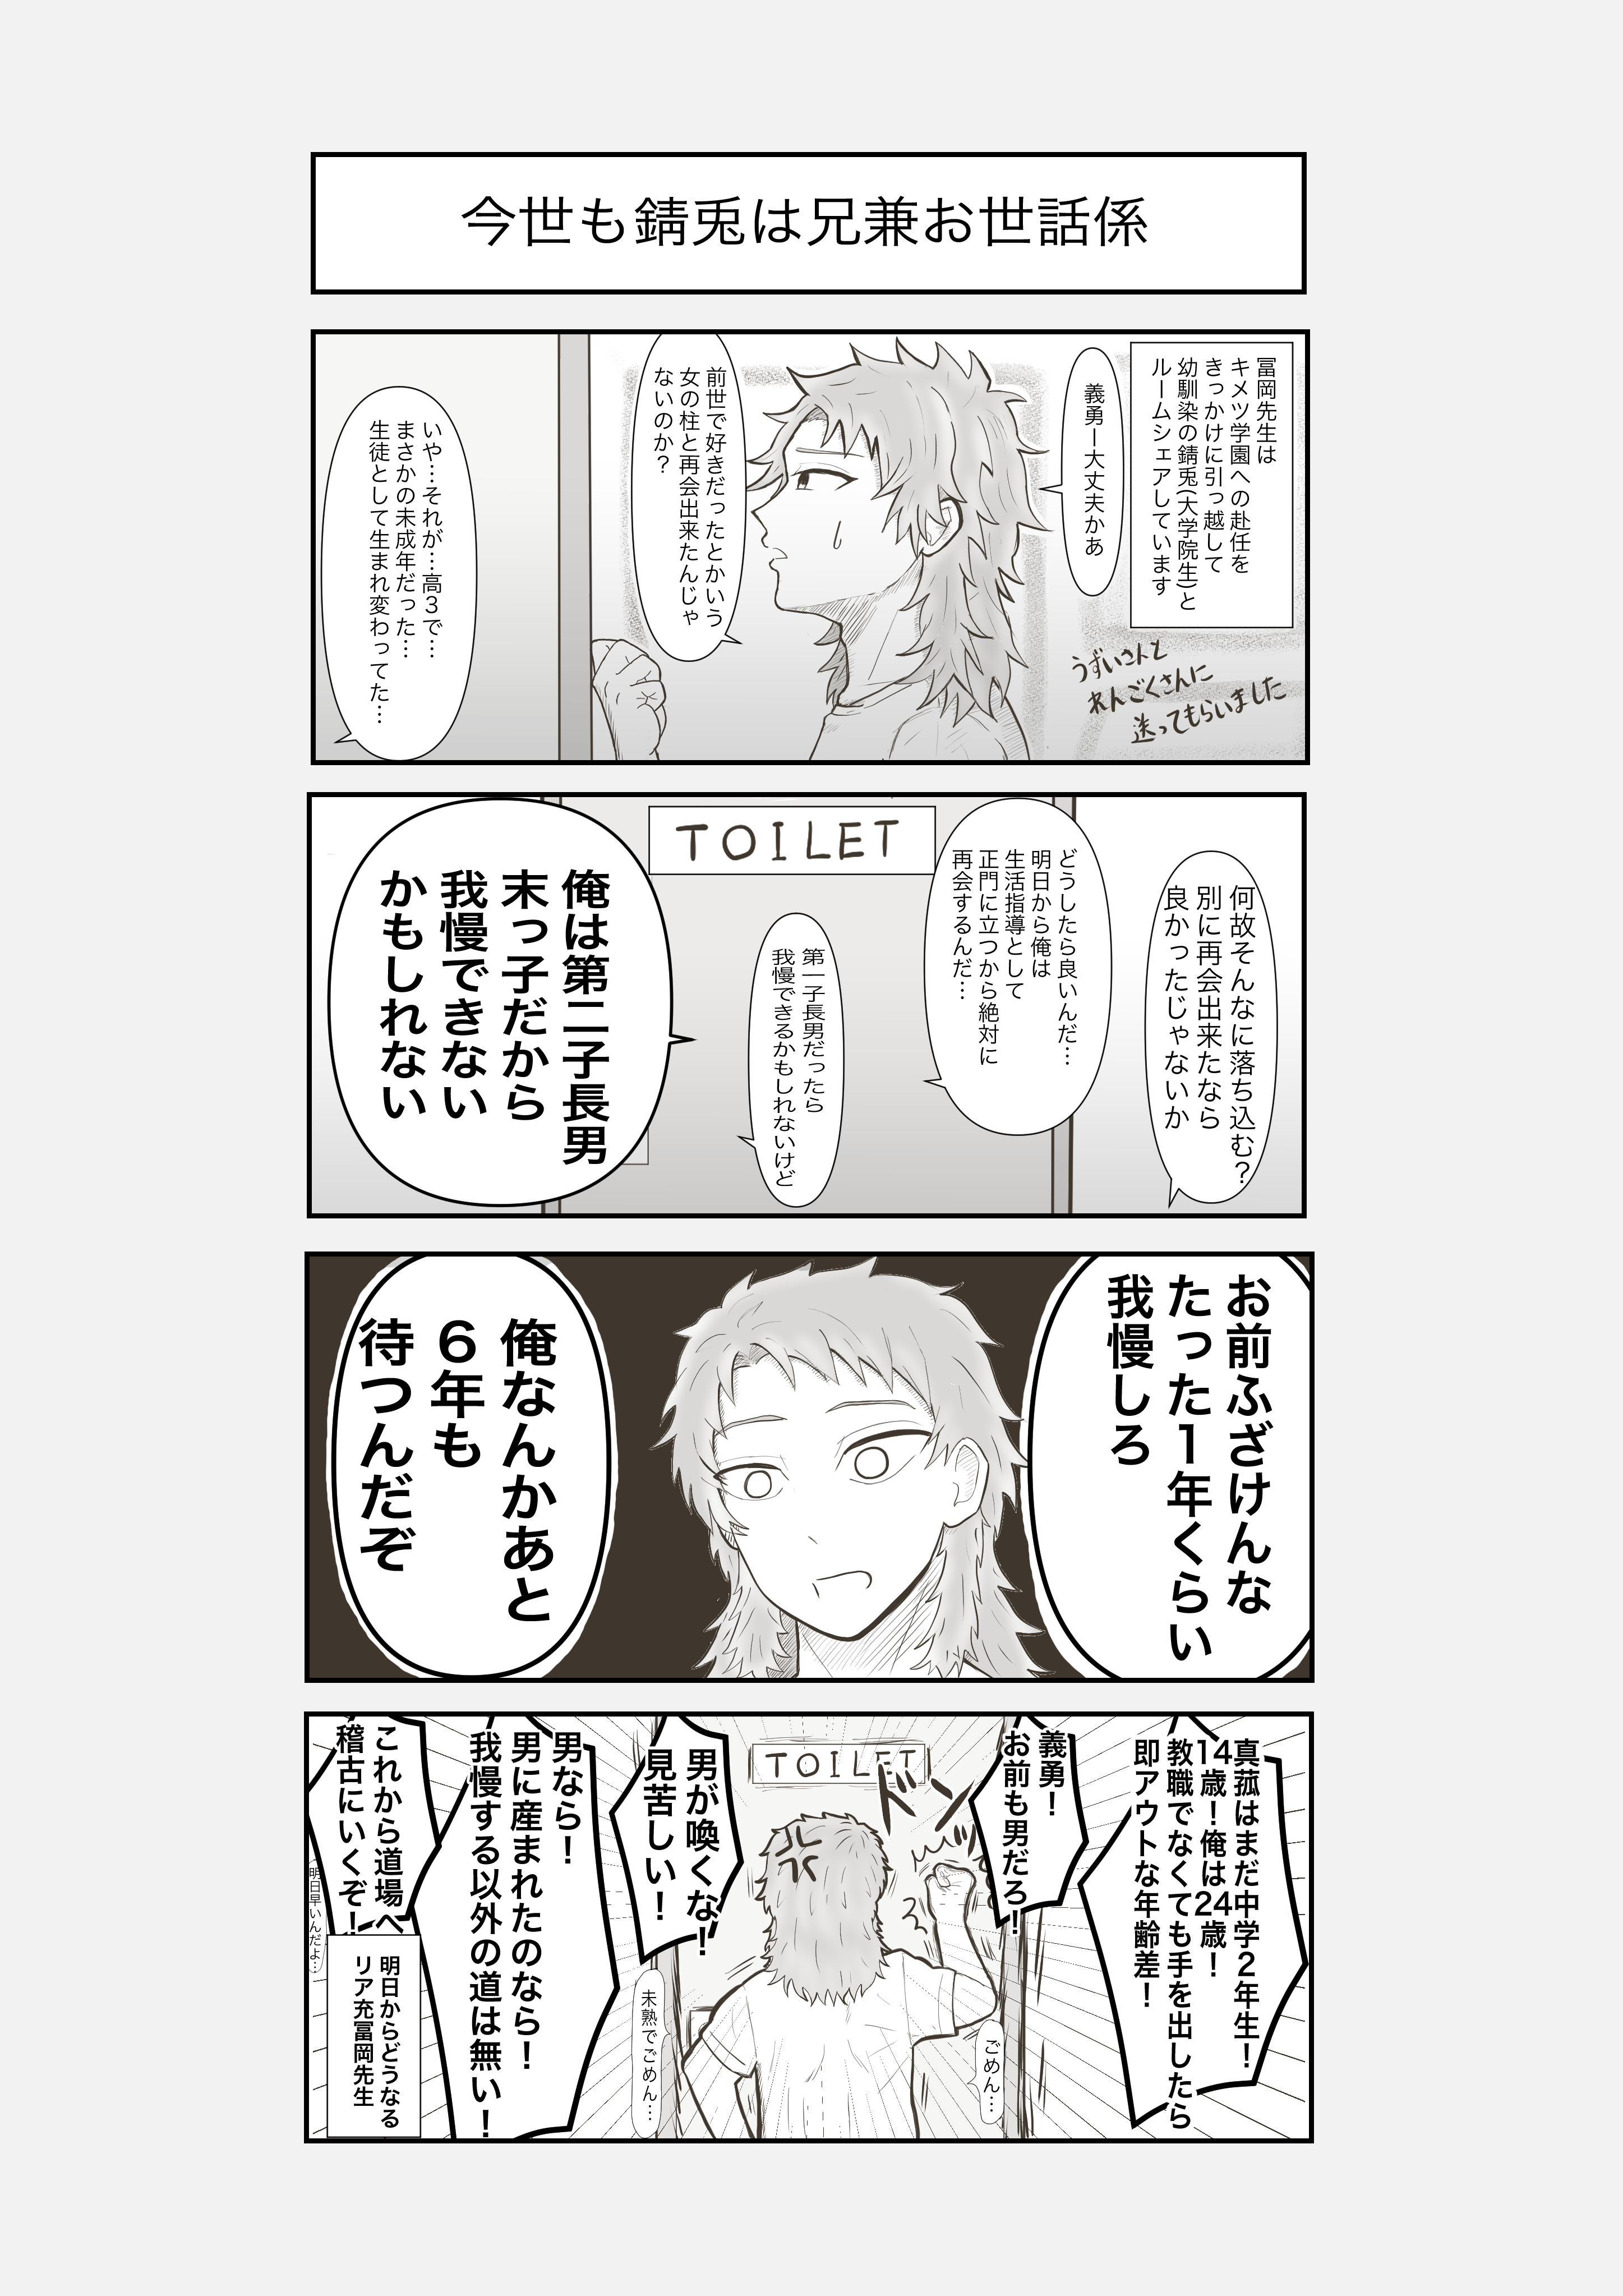 今世も錆兎は兄兼お世話係
冨岡先生は
キメツ学園への赴任を
きっかけに引っ越して
幼馴染の錆兎(大学院生)と
ルームシェアしています
うずいさんと
れんごくさんに
送ってもらいました
義勇ー大丈夫かあ
前世で好きだったとかいう
女の柱と再会出来たんじゃ
ないのか？
いや…それが…高３で…
まさかの未成年だった…
生徒として生まれ変わってた…
何故そんなに落ち込む？
別に再会出来たなら
良かったじゃないか
どうしたら良いんだ…
明日から俺は
生活指導として
正門に立つから絶対に
再会するんだ…
TOILET
第一子長男だったら
我慢できるかもしれないけど
俺は第二子長男
末っ子だから
我慢できない
かもしれない
お前ふざけんな
たった１年くらい
我慢しろ
俺なんかあと
６年も
待つんだぞ
真菰はまだ中学２年生！
14歳！俺は24歳！
教職でなくても手を出したら
即アウトな年齢差！
義勇！
お前も男だろ！
ごめん…
TOILET
ドンッ
男が喚くな！
見苦しい！
未熟でごめん…
男なら！
男に産まれたのなら！
我慢する以外の道は無い！
これから道場へ
稽古にいくぞ！
明日早いんだよ…
明日からどうなる
リア充冨岡先生